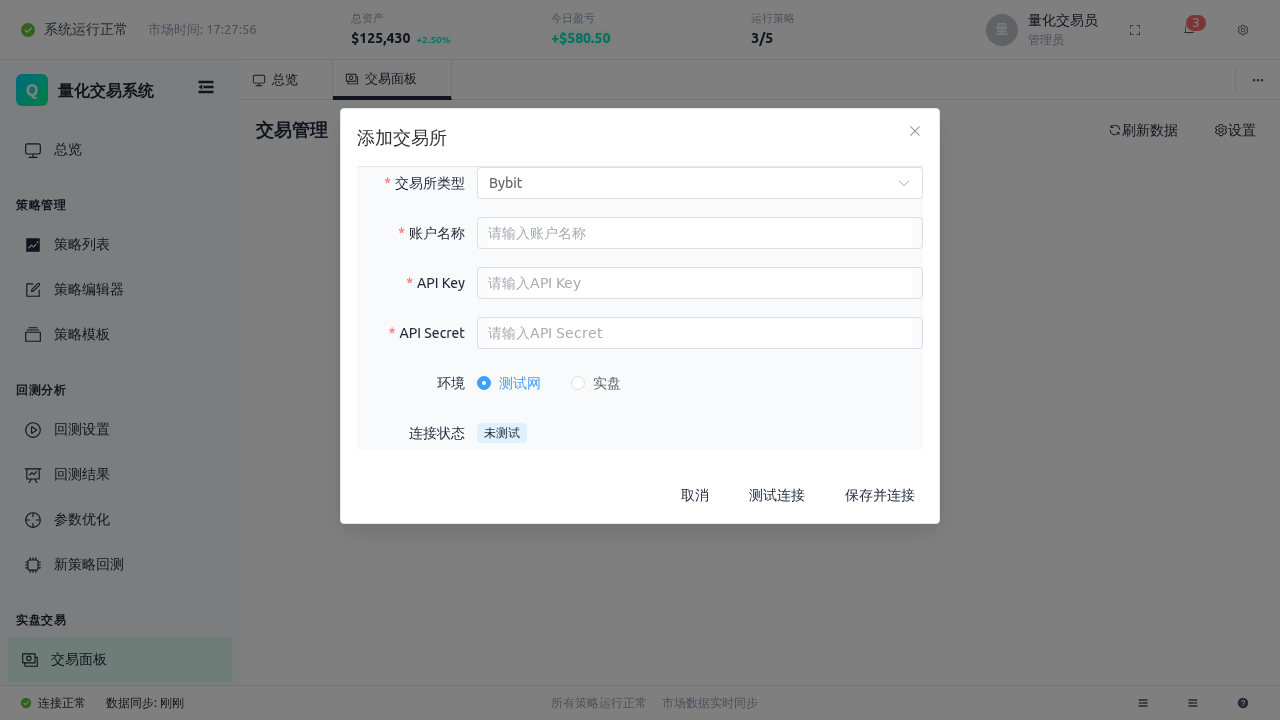 系统运行正常
市场时间: 17:27:56
总资产
$125,430 +2.50%
今日盈亏
+$580.50
运行策略
3/5
量
量化交易员
管理员
3
Q
量化交易系统
总览
交易面板
总览
策略管理
策略列表
策略编辑器
策略模板
回测分析
回测设置
回测结果
参数优化
新策略回测
实盘交易
交易面板
交易管理
刷新数据
设置
添加交易所
* 交易所类型
Bybit
* 账户名称
请输入账户名称
* API Key
请输入API Key
* API Secret
请输入API Secret
环境
测试网
实盘
连接状态
未测试
取消
测试连接
保存并连接
连接正常
数据同步: 刚刚
所有策略运行正常
市场数据实时同步